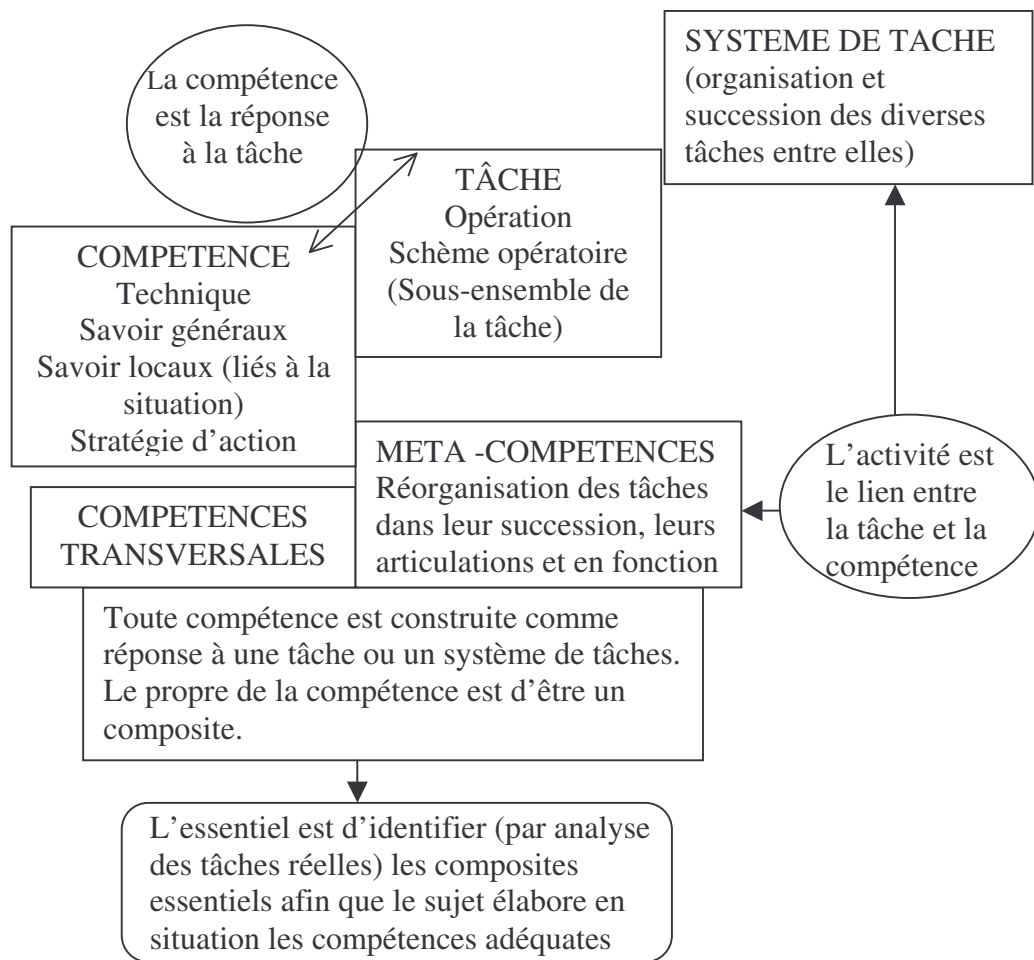 La compétence
est la réponse
à la tâche
SYSTEME DE TACHE
(organisation et
succession des diverses
tâches entre elles)
TÂCHE
Opération
Schème opératoire
(Sous-ensemble de
la tâche)
COMPETENCE
Technique
Savoir généraux
Savoir locaux (liés à la
situation)
Stratégie d’action
META -COMPETENCES
Réorganisation des tâches
dans leur succession, leurs
articulations et en fonction
L’activité est
le lien entre
la tâche et la
compétence
COMPETENCES
TRANSVERSALES
Toute compétence est construite comme
réponse à une tâche ou un système de tâches.
Le propre de la compétence est d’être un
composite.
L’essentiel est d’identifier (par analyse
des tâches réelles) les composites
essentiels afin que le sujet élabore en
situation les compétences adéquates